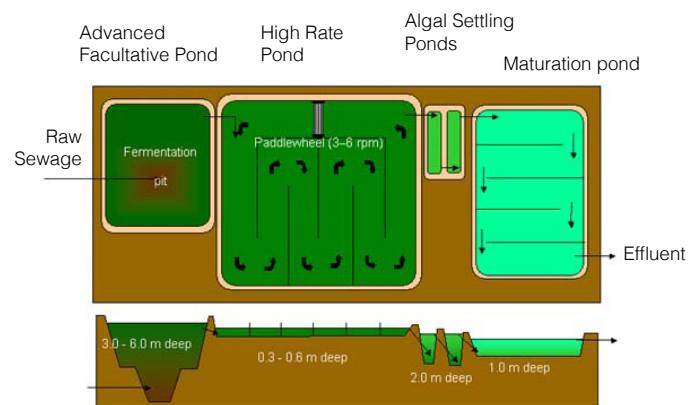 Advanced
Facultative Pond
High Rate
Pond
Algal Settling
Ponds
Maturation pond
Raw
Sewage
Fermentation
pit
Paddlewheel (3–6 rpm)
Effluent
3.0 - 6.0 m deep
0.3 - 0.6 m deep
2.0 m deep
1.0 m deep